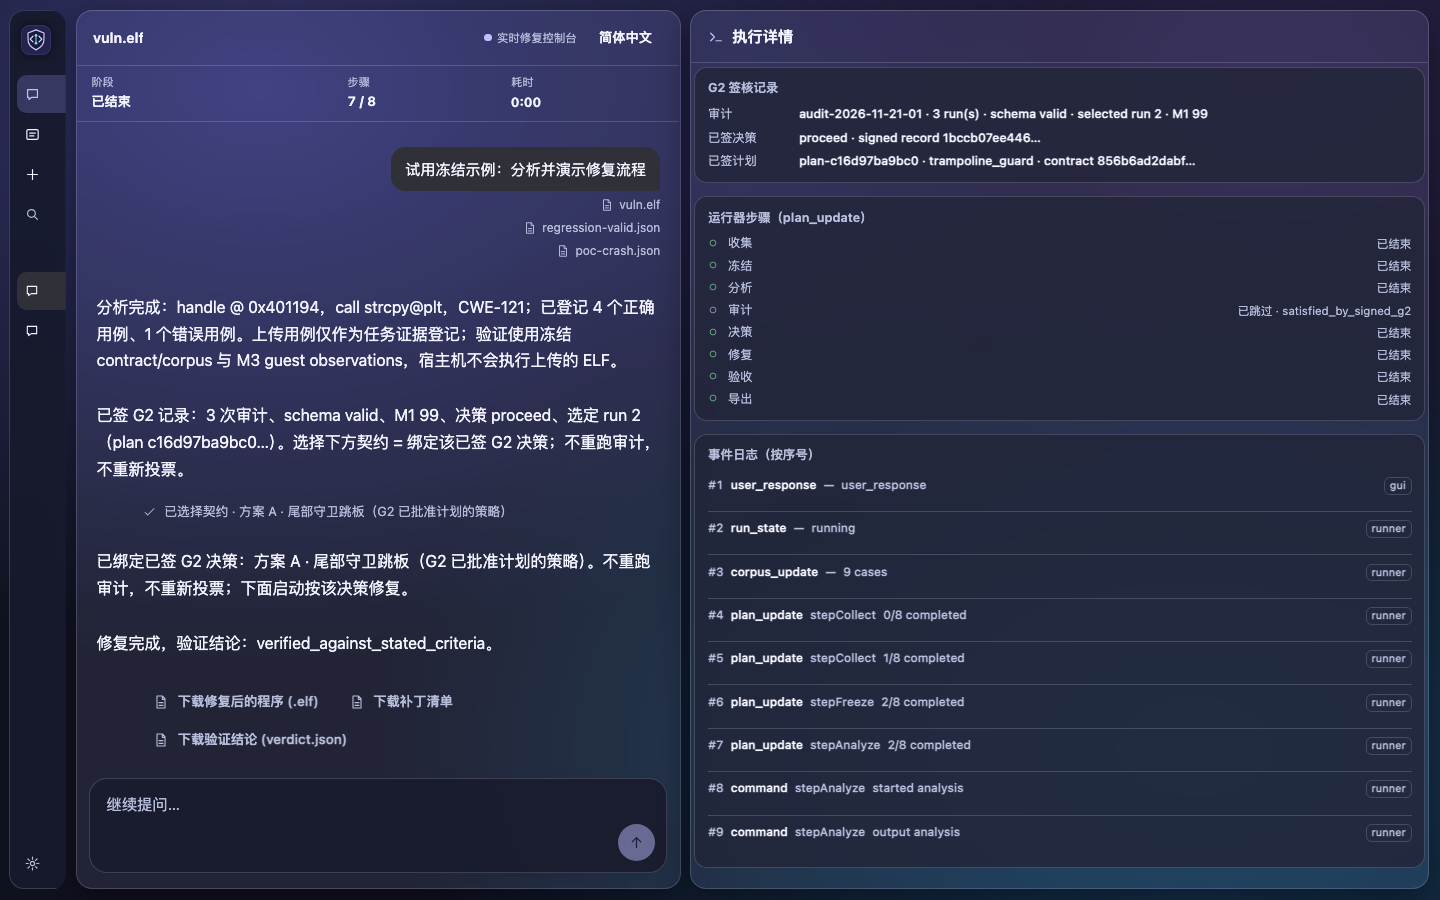 vuln.elf
实时修复控制台
简体中文
阶段
步骤
耗时
已结束
7 / 8
0:00
试用冻结示例：分析并演示修复流程
vuln.elf
regression-valid.json
poc-crash.json
分析完成：handle @ 0x401194，call strcpy@plt，CWE-121；已登记 4 个正确
用例、1 个错误用例。上传用例仅作为任务证据登记；验证使用冻结
contract/corpus 与 M3 guest observations，宿主机不会执行上传的 ELF。
已签 G2 记录：3 次审计、schema valid、M1 99、决策 proceed、选定 run 2
（plan c16d97ba9bc0…）。选择下方契约 = 绑定该已签 G2 决策；不重跑审计，
不重新投票。
已选择契约 · 方案 A · 尾部守卫跳板（G2 已批准计划的策略）
已绑定已签 G2 决策：方案 A · 尾部守卫跳板（G2 已批准计划的策略）。不重跑
审计，不重新投票；下面启动按该决策修复。
修复完成，验证结论：verified_against_stated_criteria。
下载修复后的程序 (.elf)
下载补丁清单
下载验证结论 (verdict.json)
继续提问…
执行详情
G2 签核记录
审计 audit-2026-11-21-01 · 3 run(s) · schema valid · selected run 2 · M1 99
已签决策 proceed · signed record 1bccb07ee446…
已签计划 plan-c16d97ba9bc0 · trampoline_guard · contract 856b6ad2dabf…
运行器步骤（plan_update）
收集 已结束
冻结 已结束
分析 已结束
审计 已跳过 · satisfied_by_signed_g2
决策 已结束
修复 已结束
验收 已结束
导出 已结束
事件日志（按序号）
#1 user_response — user_response gui
#2 run_state — running runner
#3 corpus_update — 9 cases runner
#4 plan_update stepCollect 0/8 completed runner
#5 plan_update stepCollect 1/8 completed runner
#6 plan_update stepFreeze 2/8 completed runner
#7 plan_update stepAnalyze 2/8 completed runner
#8 command stepAnalyze started analysis runner
#9 command stepAnalyze output analysis runner